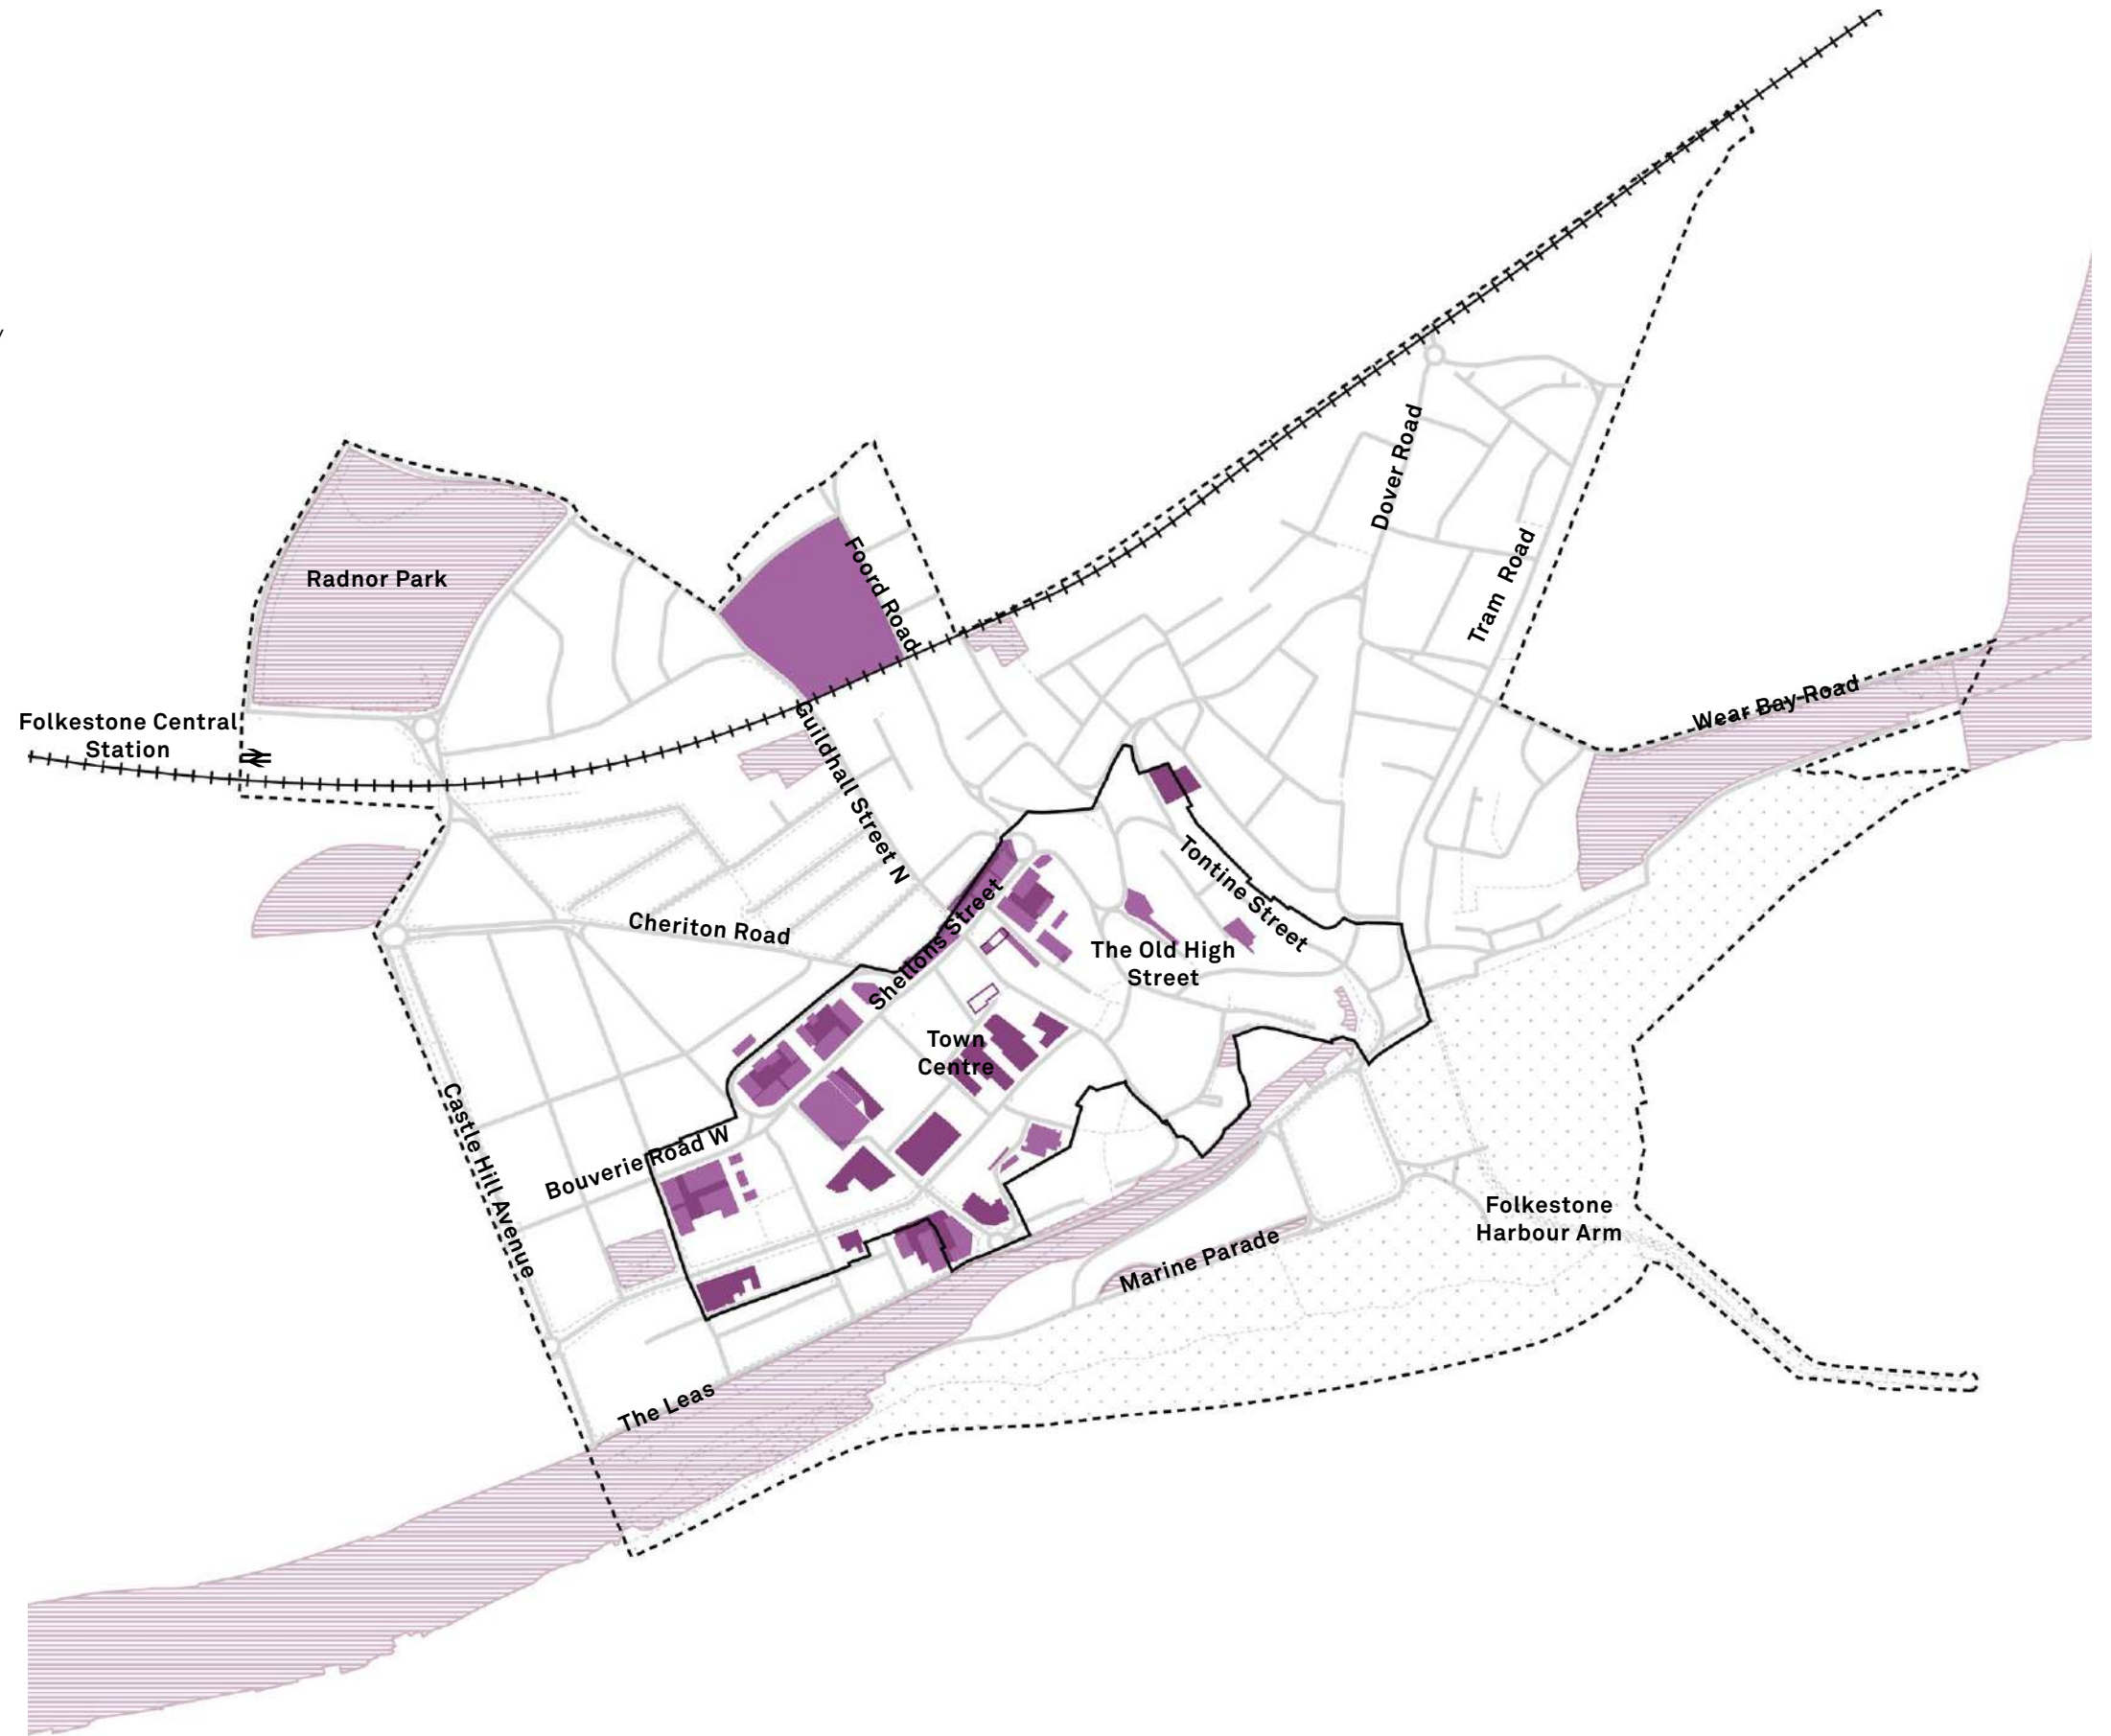 Dover Road
Foord Road
Tram Road
Radnor Park
Wear Bay Road
Folkestone Central
Station
Guildhall Street N
Tontine Street
Cheriton Road
Shellons Street
The Old High
Street
Town
Centre
Castle Hill Avenue
Bouverie Road W
Folkestone
Harbour Arm
Marine Parade
The Leas